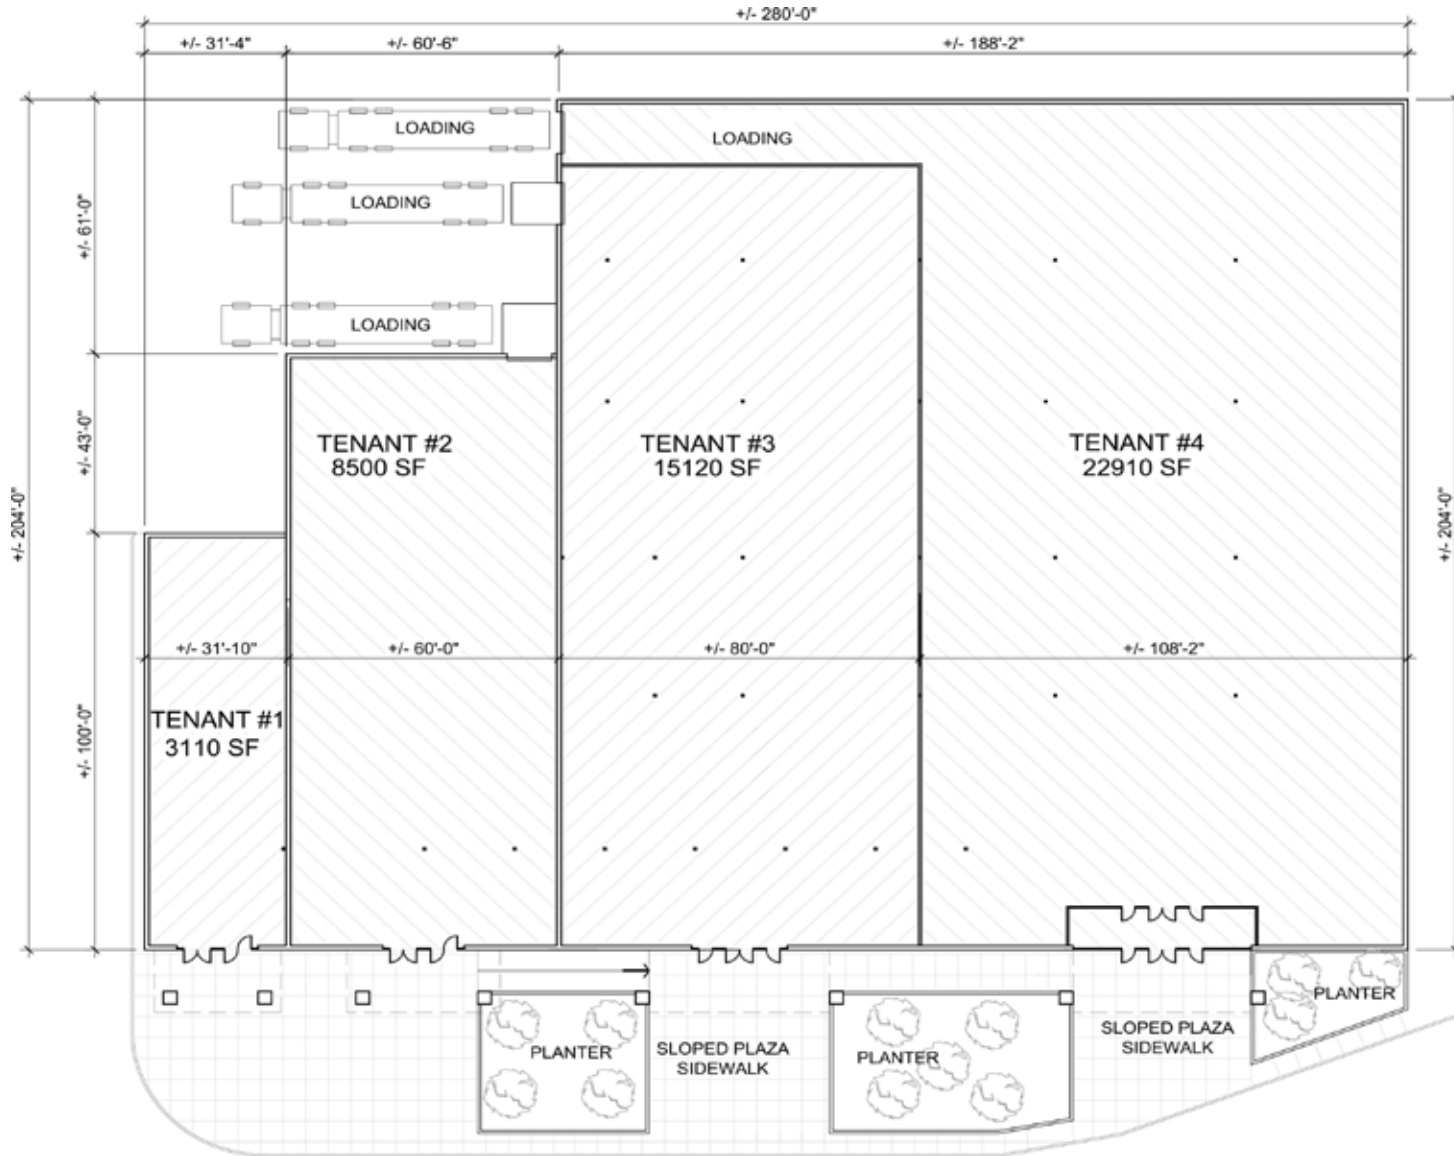 +/- 280'-0"
+/- 31'-4"
+/- 60'-6"
+/- 188'-2"
LOADING
LOADING
LOADING
+/- 61'-0"
LOADING
TENANT #2
8500 SF
TENANT #3
15120 SF
TENANT #4
22910 SF
+/- 43'-0"
+/- 204'-0"
+/- 204'-0"
+/- 31'-10"
+/- 60'-0"
+/- 80'-0"
+/- 108'-2"
TENANT #1
3110 SF
+/- 100'-0"
PLANTER
SLOPED PLAZA
SIDEWALK
PLANTER
SLOPED PLAZA
SIDEWALK
PLANTER